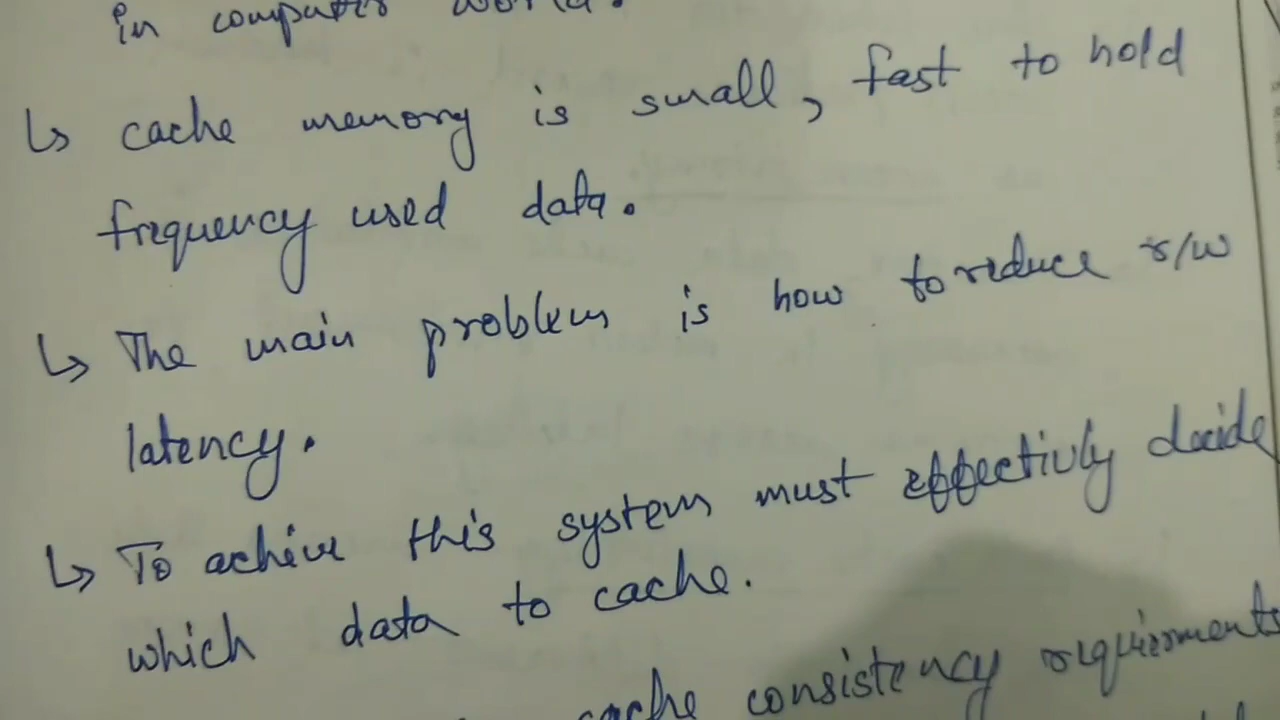 in computer world.
↳ cache memory is small, fast to hold
frequency used data.
↳ The main problem is how to reduce r/w
latency.
↳ To achive this system must effectivly decide
which data to cache.
cache consistency requirements